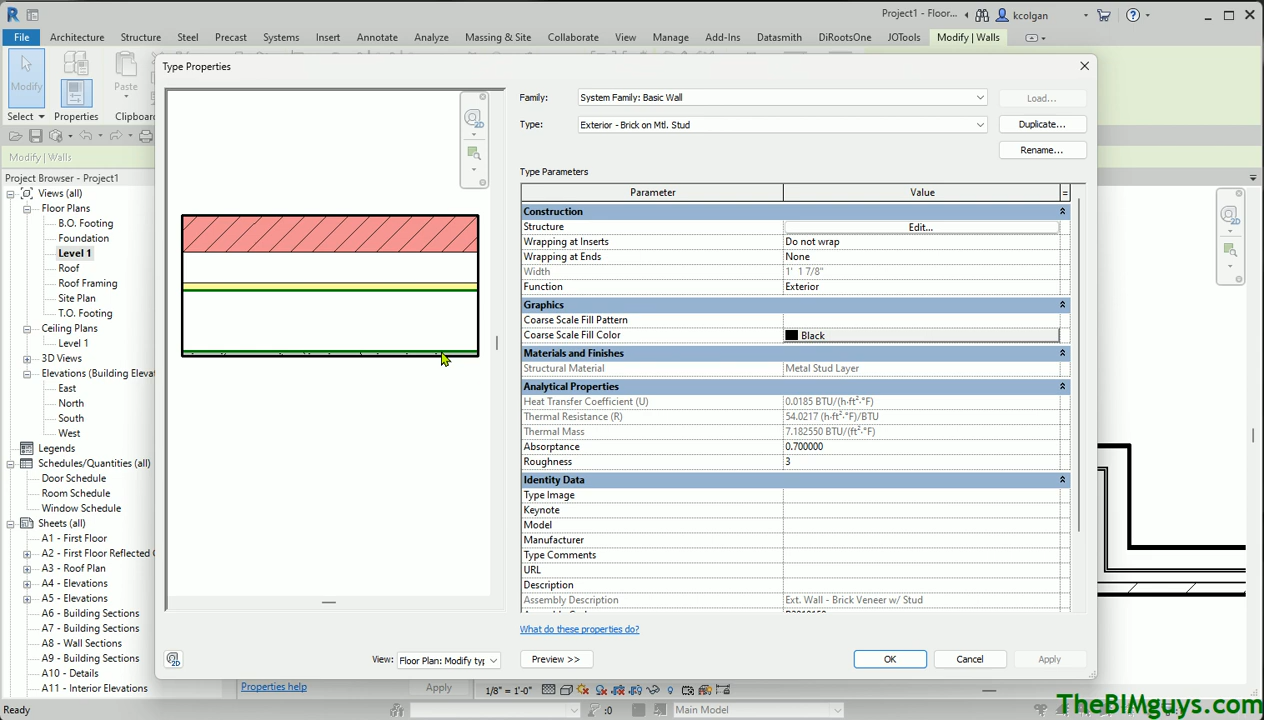 Project1 - Floor...
kcolgan
File Architecture Structure Steel Precast Systems Insert Annotate Analyze Massing & Site Collaborate View Manage Add-Ins Datasmith DiRootsOne JOTools Modify | Walls
Modify
Paste
Select Properties Clipboard
Modify | Walls
Project Browser - Project1
Views (all)
Floor Plans
B.O. Footing
Foundation
Level 1
Roof
Roof Framing
Site Plan
T.O. Footing
Ceiling Plans
Level 1
3D Views
Elevations (Building Elevat
East
North
South
West
Legends
Schedules/Quantities (all)
Door Schedule
Room Schedule
Window Schedule
Sheets (all)
A1 - First Floor
A2 - First Floor Reflected C
A3 - Roof Plan
A4 - Elevations
A5 - Elevations
A6 - Building Sections
A7 - Building Sections
A8 - Wall Sections
A9 - Building Sections
A10 - Details
A11 - Interior Elevations
Type Properties
Family: System Family: Basic Wall Load...
Type: Exterior - Brick on Mtl. Stud Duplicate...
Rename...
Type Parameters
Parameter Value =
Construction
Structure Edit...
Wrapping at Inserts Do not wrap
Wrapping at Ends None
Width 1' 1 7/8"
Function Exterior
Graphics
Coarse Scale Fill Pattern
Coarse Scale Fill Color Black
Materials and Finishes
Structural Material Metal Stud Layer
Analytical Properties
Heat Transfer Coefficient (U) 0.0185 BTU/(h·ft²·°F)
Thermal Resistance (R) 54.0217 (h·ft²·°F)/BTU
Thermal Mass 7.182550 BTU/(ft²·°F)
Absorptance 0.700000
Roughness 3
Identity Data
Type Image
Keynote
Model
Manufacturer
Type Comments
URL
Description
Assembly Description Ext. Wall - Brick Veneer w/ Stud
What do these properties do?
View: Floor Plan: Modify typ Preview >> OK Cancel Apply
Properties help Apply
1/8" = 1'-0"
Ready
:0
Main Model
TheBIMguys.com